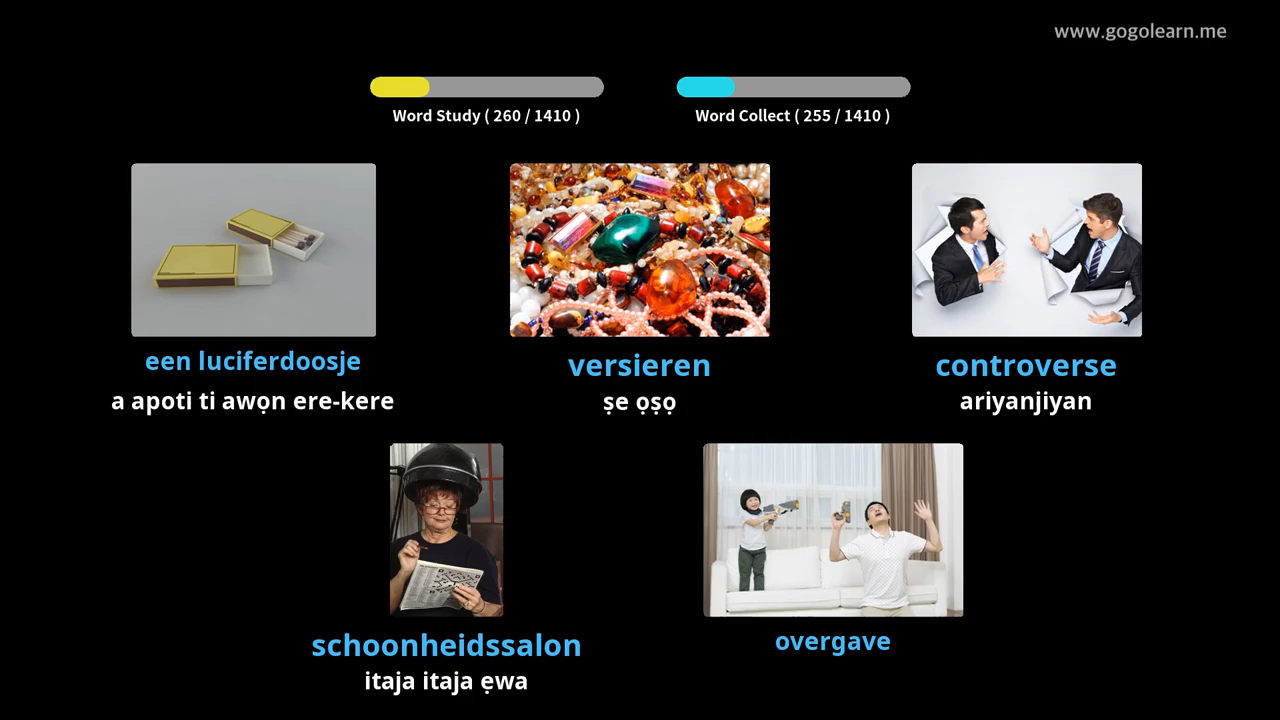 www.gogolearn.me
Word Study ( 260 / 1410 )
Word Collect ( 255 / 1410 )
een luciferdoosje
a apoti ti awọn ere-kere
versieren
ṣe ọṣọ
controverse
ariyanjiyan
schoonheidssalon
itaja itaja ẹwa
overgave